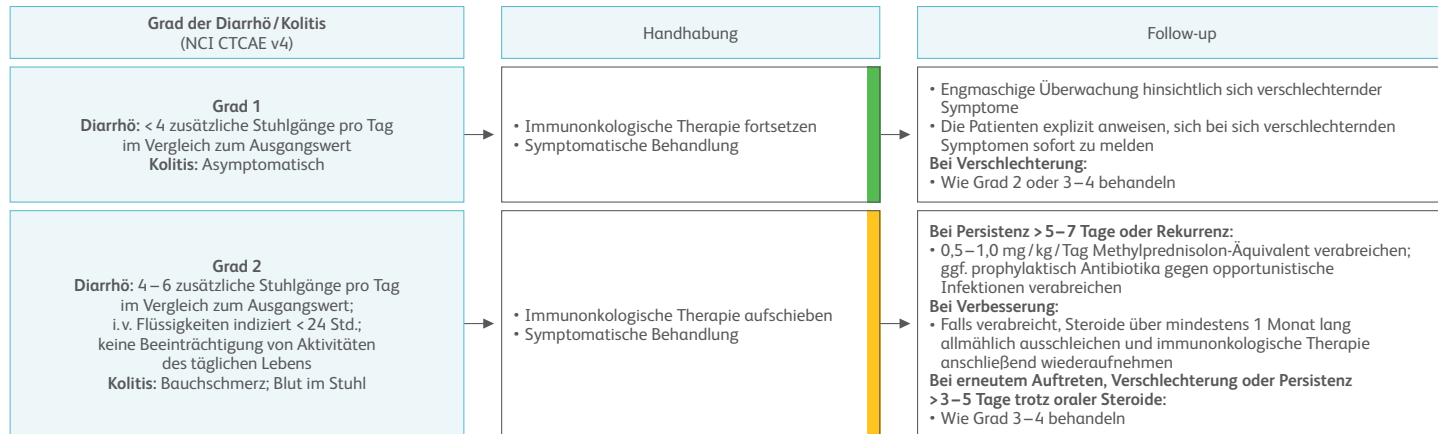 Grad der Diarrhö/Kolitis
(NCI CTCAE v4)
Handhabung
Follow-up
Grad 1
Diarrhö: < 4 zusätzliche Stuhlgänge pro Tag
im Vergleich zum Ausgangswert
Kolitis: Asymptomatisch
• Immunonkologische Therapie fortsetzen
• Symptomatische Behandlung
• Engmaschige Überwachung hinsichtlich sich verschlechternder
Symptome
• Die Patienten explizit anweisen, sich bei sich verschlechternden
Symptomen sofort zu melden
Bei Verschlechterung:
• Wie Grad 2 oder 3–4 behandeln
Grad 2
Diarrhö: 4–6 zusätzliche Stuhlgänge pro Tag
im Vergleich zum Ausgangswert;
i.v. Flüssigkeiten indiziert <24 Std.;
keine Beeinträchtigung von Aktivitäten
des täglichen Lebens
Kolitis: Bauchschmerz; Blut im Stuhl
• Immunonkologische Therapie aufschieben
• Symptomatische Behandlung
Bei Persistenz >5–7 Tage oder Rekurrenz:
• 0,5–1,0 mg/kg/Tag Methylprednisolon-Äquivalent verabreichen;
ggf. prophylaktisch Antibiotika gegen opportunistische
Infektionen verabreichen
Bei Verbesserung:
• Falls verabreicht, Steroide über mindestens 1 Monat lang
allmählich ausschleichen und immunonkologische Therapie
anschließend wiederaufnehmen
Bei erneutem Auftreten, Verschlechterung oder Persistenz
>3–5 Tage trotz oraler Steroide:
• Wie Grad 3–4 behandeln